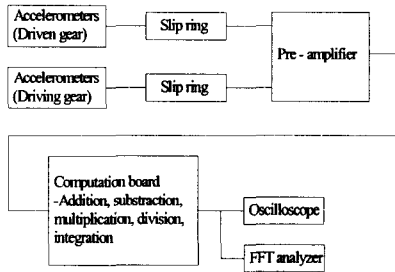 Accelerometers
(Driven gear)
Slip ring
Pre - amplifier
Accelerometers
(Driving gear)
Slip ring
Computation board
-Addition, substraction,
multiplication, division,
integration
Oscilloscope
FFT analyzer